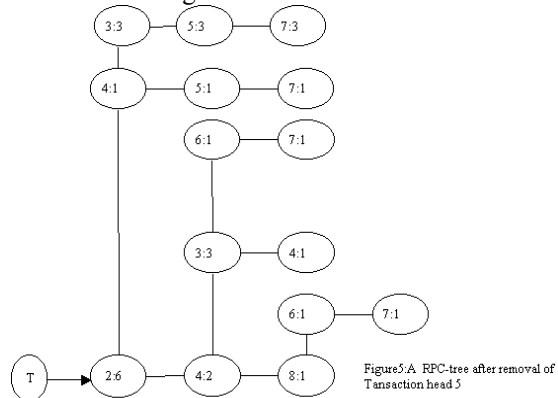 3:3 5:3 7:3
4:1 5:1 7:1
6:1 7:1
3:3 4:1
6:1 7:1
T 2:6 4:2 8:1
Figure5:A RPC-tree after removal of
Tansaction head 5